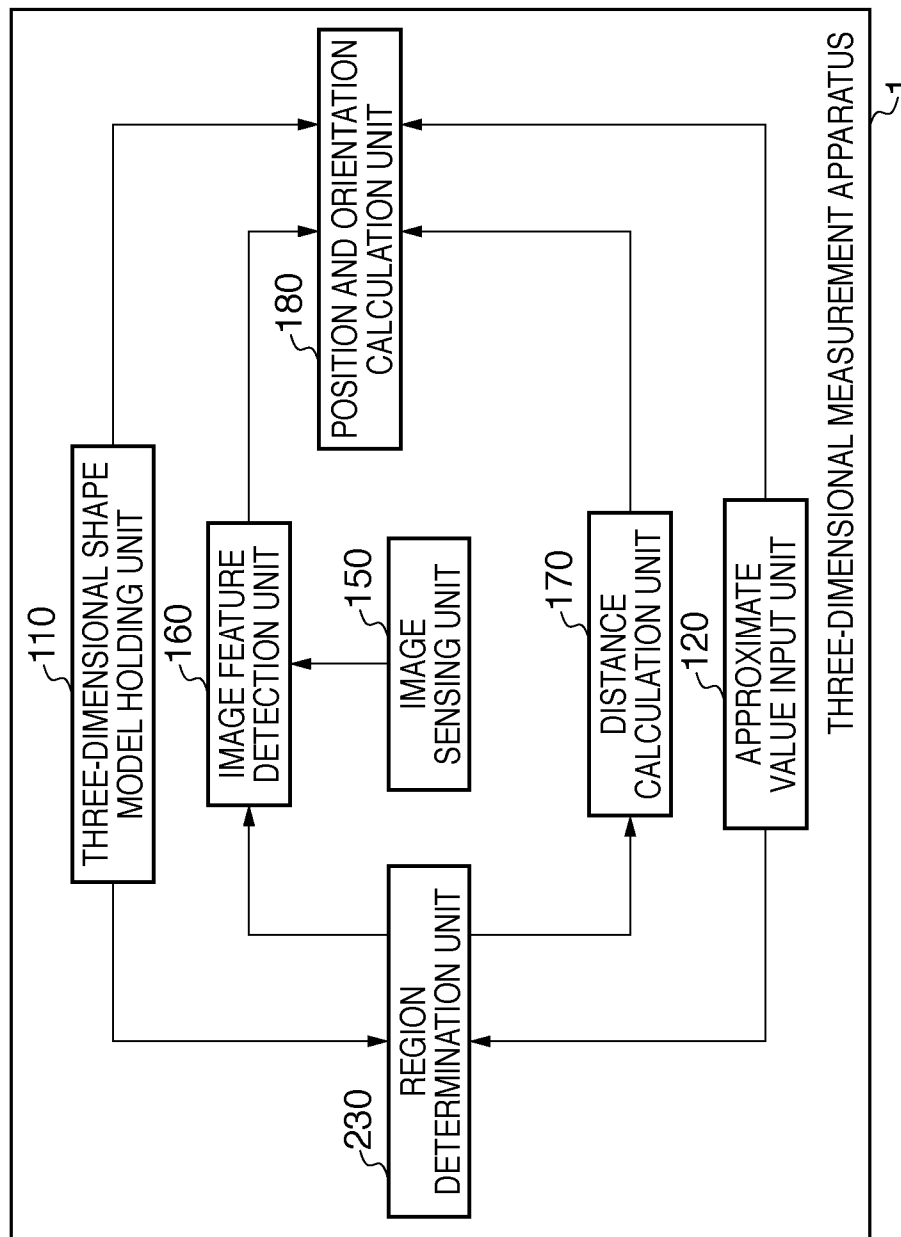 110
THREE-DIMENSIONAL SHAPE
MODEL HOLDING UNIT
160
IMAGE FEATURE
DETECTION UNIT
180
POSITION AND ORIENTATION
CALCULATION UNIT
230
REGION
DETERMINATION UNIT
150
IMAGE
SENSING UNIT
170
DISTANCE
CALCULATION UNIT
120
APPROXIMATE
VALUE INPUT UNIT
THREE-DIMENSIONAL MEASUREMENT APPARATUS
1